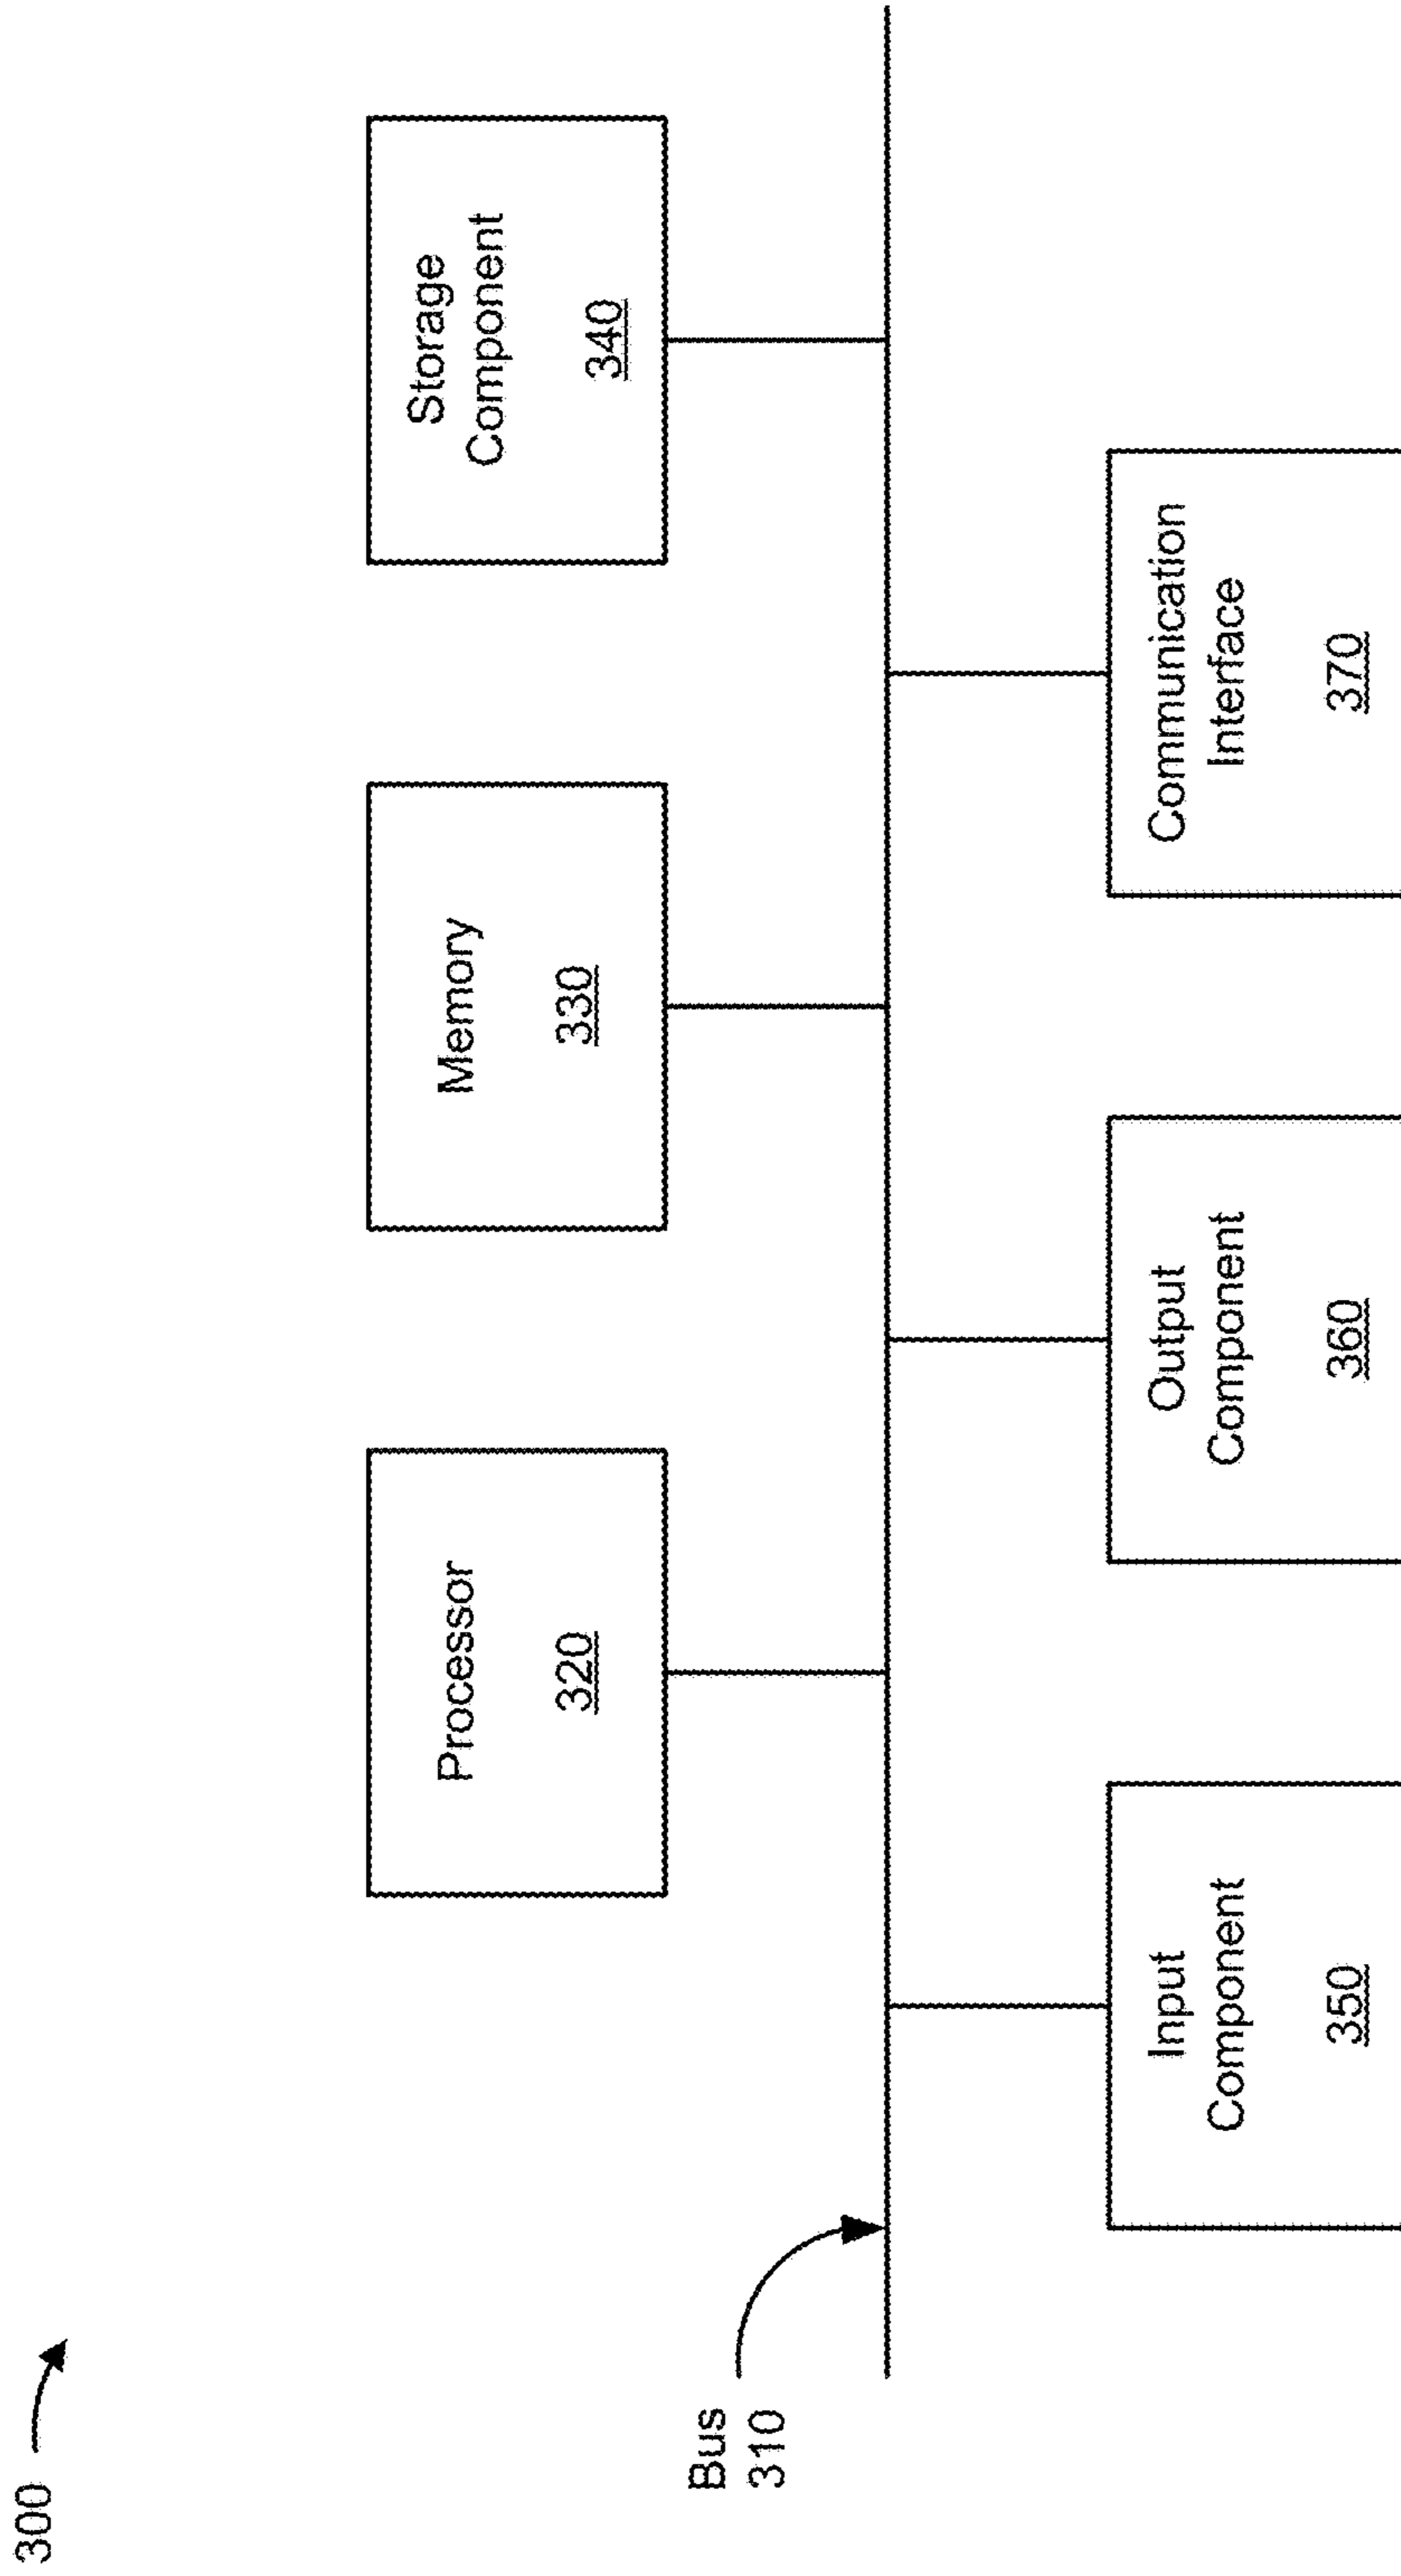 300
Processor
320
Memory
330
Storage
Component
340
Bus
310
Input
Component
350
Output
Component
360
Communication
Interface
370